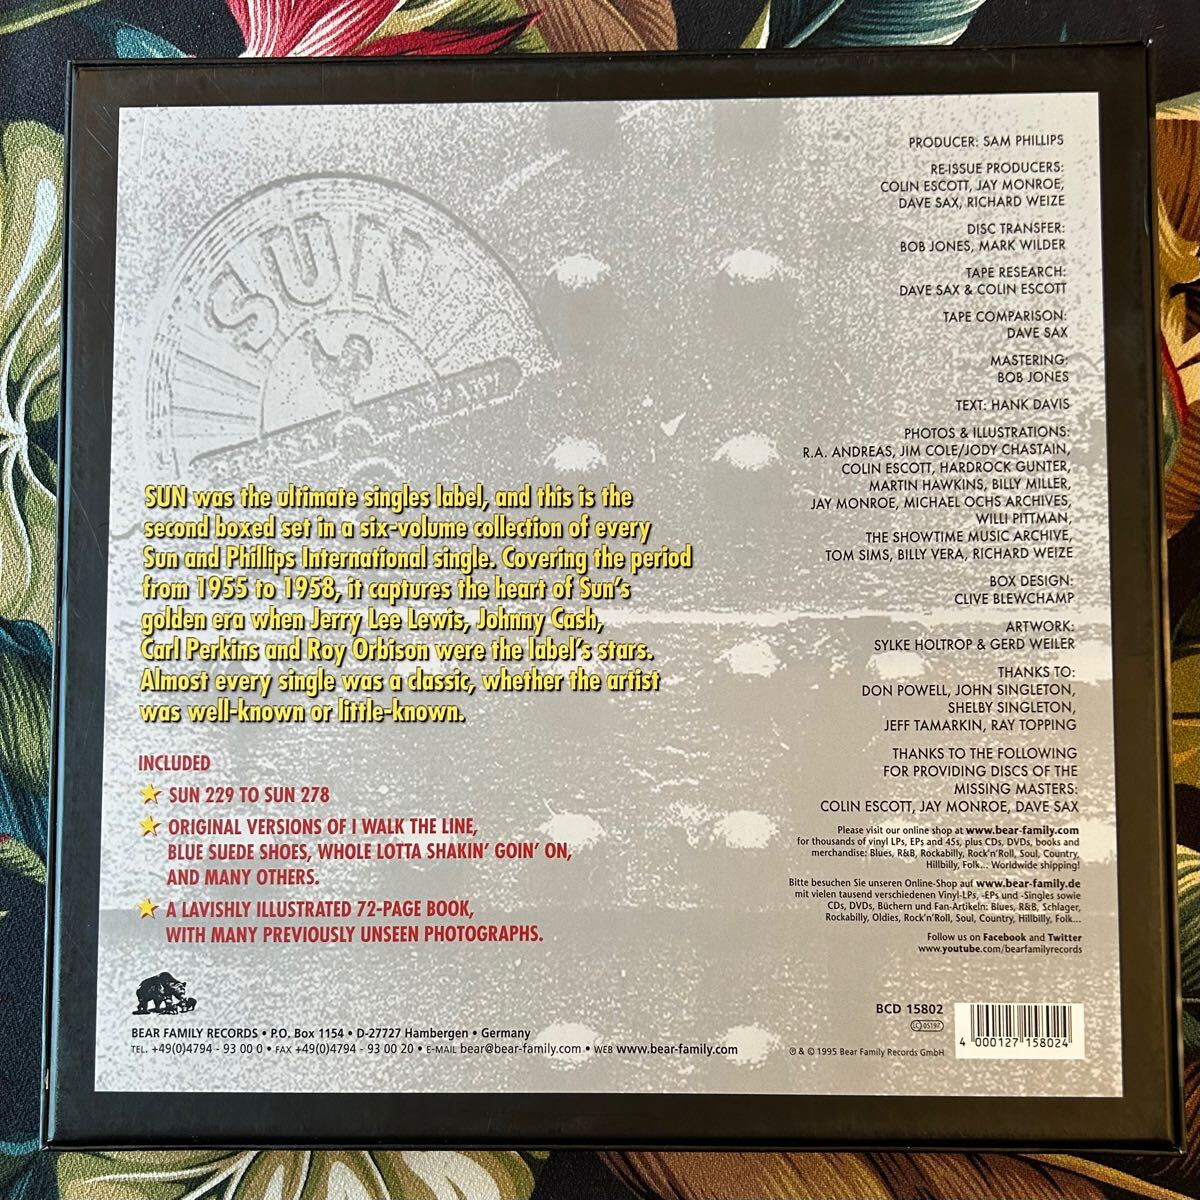 SUN
PRODUCER: SAM PHILLIPS
RE-ISSUE PRODUCERS:
COLIN ESCOTT, JAY MONROE,
DAVE SAX, RICHARD WEIZE
DISC TRANSFER:
BOB JONES, MARK WILDER
TAPE RESEARCH:
DAVE SAX & COLIN ESCOTT
TAPE COMPARISON:
DAVE SAX
MASTERING:
BOB JONES
TEXT: HANK DAVIS
PHOTOS & ILLUSTRATIONS:
R.A. ANDREAS, JIM COLE/JODY CHASTAIN,
COLIN ESCOTT, HARDROCK GUNTER,
MARTIN HAWKINS, BILLY MILLER,
JAY MONROE, MICHAEL OCHS ARCHIVES,
WILLI PITTMAN,
THE SHOWTIME MUSIC ARCHIVE,
TOM SIMS, BILLY VERA, RICHARD WEIZE
BOX DESIGN:
CLIVE BLEWCHAMP
ARTWORK:
SYLKE HOLTROP & GERD WEILER
THANKS TO:
DON POWELL, JOHN SINGLETON,
SHELBY SINGLETON,
JEFF TAMARKIN, RAY TOPPING
THANKS TO THE FOLLOWING
FOR PROVIDING DISCS OF THE
MISSING MASTERS:
COLIN ESCOTT, JAY MONROE, DAVE SAX
Please visit our online shop at www.bear-family.com
for thousands of vinyl LPs, EPs and 45s, plus CDs, DVDs, books and
merchandise: Blues, R&B, Rockabilly, Rock'n'Roll, Soul, Country,
Hillbilly, Folk... Worldwide shipping!
Bitte besuchen Sie unseren Online-Shop auf www.bear-family.de
mit vielen tausend verschiedenen Vinyl-LPs, -EPs und -Singles sowie
CDs, DVDs, Büchern und Fan-Artikeln: Blues, R&B, Schlager,
Rockabilly, Oldies, Rock'n'Roll, Soul, Country, Hillbilly, Folk...
Follow us on Facebook and Twitter
www.youtube.com/bearfamilyrecords
SUN was the ultimate singles label, and this is the
second boxed set in a six-volume collection of every
Sun and Phillips International single. Covering the period
from 1955 to 1958, it captures the heart of Sun's
golden era when Jerry Lee Lewis, Johnny Cash,
Carl Perkins and Roy Orbison were the label's stars.
Almost every single was a classic, whether the artist
was well-known or little-known.
INCLUDED
SUN 229 TO SUN 278
ORIGINAL VERSIONS OF I WALK THE LINE,
BLUE SUEDE SHOES, WHOLE LOTTA SHAKIN' GOIN' ON,
AND MANY OTHERS.
A LAVISHLY ILLUSTRATED 72-PAGE BOOK,
WITH MANY PREVIOUSLY UNSEEN PHOTOGRAPHS.
BEAR FAMILY RECORDS • P.O. Box 1154 • D-27727 Hambergen • Germany
TEL. +49(0)4794 - 93 00 0 • FAX +49(0)4794 - 93 00 20 • E-MAIL bear@bear-family.com • WEB www.bear-family.com
BCD 15802
LC 05197
℗ & © 1995 Bear Family Records GmbH
4 000127 158024